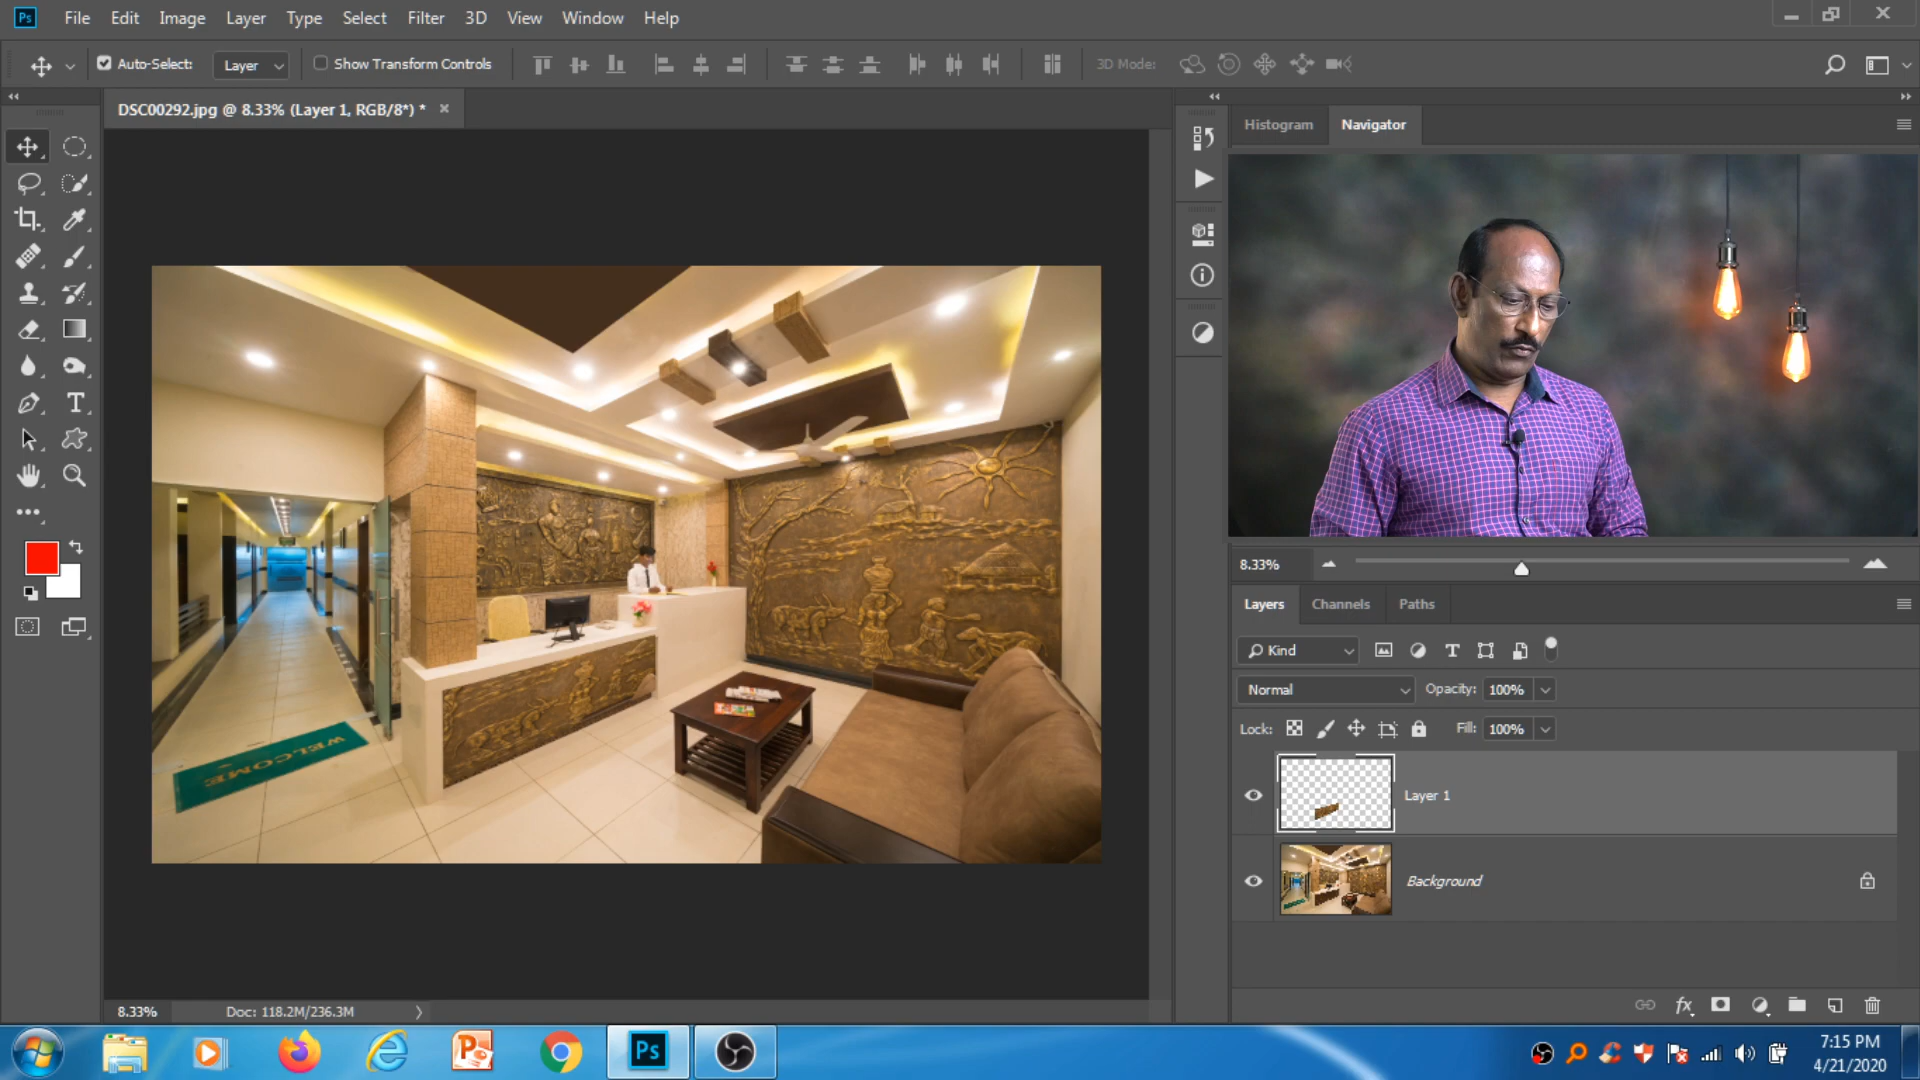 Ps File Edit Image Layer Type Select Filter 3D View Window Help
Auto-Select: Layer Show Transform Controls 3D Mode:
DSC00292.jpg @ 8.33% (Layer 1, RGB/8*) *
Histogram Navigator
WELCOME
8.33%
Layers Channels Paths
Kind
Normal Opacity: 100%
Lock: Fill: 100%
Layer 1
Background
8.33% Doc: 118.2M/236.3M
Ps
7:15 PM
4/21/2020